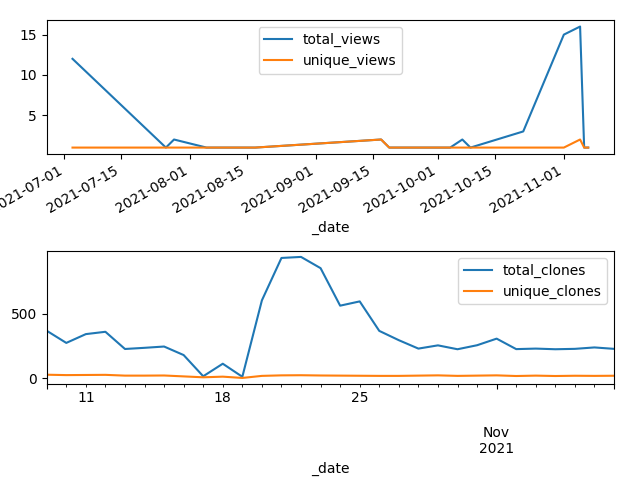 total_views
unique_views
15
10
5
2021-07-01
2021-07-15
2021-08-01
2021-08-15
2021-09-01
2021-09-15
2021-10-01
2021-10-15
2021-11-01
_date
total_clones
unique_clones
500
0
11
18
25
Nov
2021
_date